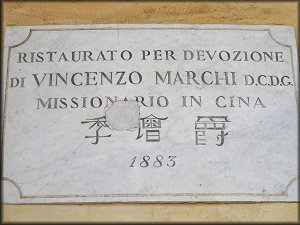 RISTAURATO PER DEVOZIONE
DI VINCENZO MARCHI D.C.D.G.
MISSIONARIO IN CINA
季 爵
1883